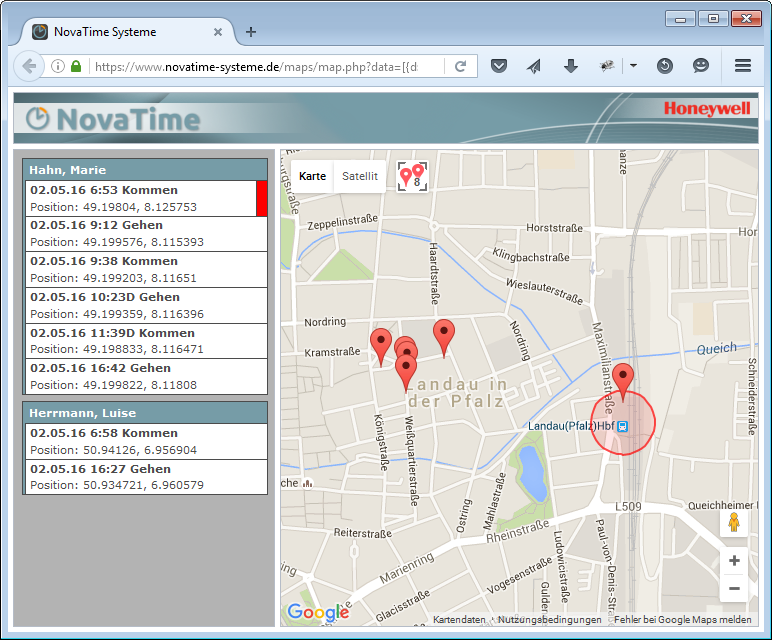 NovaTime Systeme
https://www.novatime-systeme.de/maps/map.php?data=[{d
NovaTime
Honeywell
Hahn, Marie
02.05.16 6:53 Kommen
Position: 49.19804, 8.125753
02.05.16 9:12 Gehen
Position: 49.199576, 8.115393
02.05.16 9:38 Kommen
Position: 49.199203, 8.11651
02.05.16 10:23D Gehen
Position: 49.199359, 8.116396
02.05.16 11:39D Kommen
Position: 49.198833, 8.116471
02.05.16 16:42 Gehen
Position: 49.199822, 8.11808
Herrmann, Luise
02.05.16 6:58 Kommen
Position: 50.94126, 6.956904
02.05.16 16:27 Gehen
Position: 50.934721, 6.960579
Karte
Satellit
8
Zeppelinstraße
Haardtstraße
Horststraße
Hor
Klingbachstraße
Wieslauterstraße
Nordring
Nordring
Kramstraße
Maximilianstraße
Queich
Schneiderstraße
Landau in
der Pfalz
Landau(Pfalz)Hbf
Königstraße
Weißquartierstraße
che
Ostring
Mahlastraße
L509
Queichheimer
Reiterstraße
Rheinstraße
Marienring
Vogesenstraße
Ludowicistraße
Paul-von-Denis-Straße
Glacisstraße
Gulder
Google
Kartendaten
Nutzungsbedingungen
Fehler bei Google Maps melden